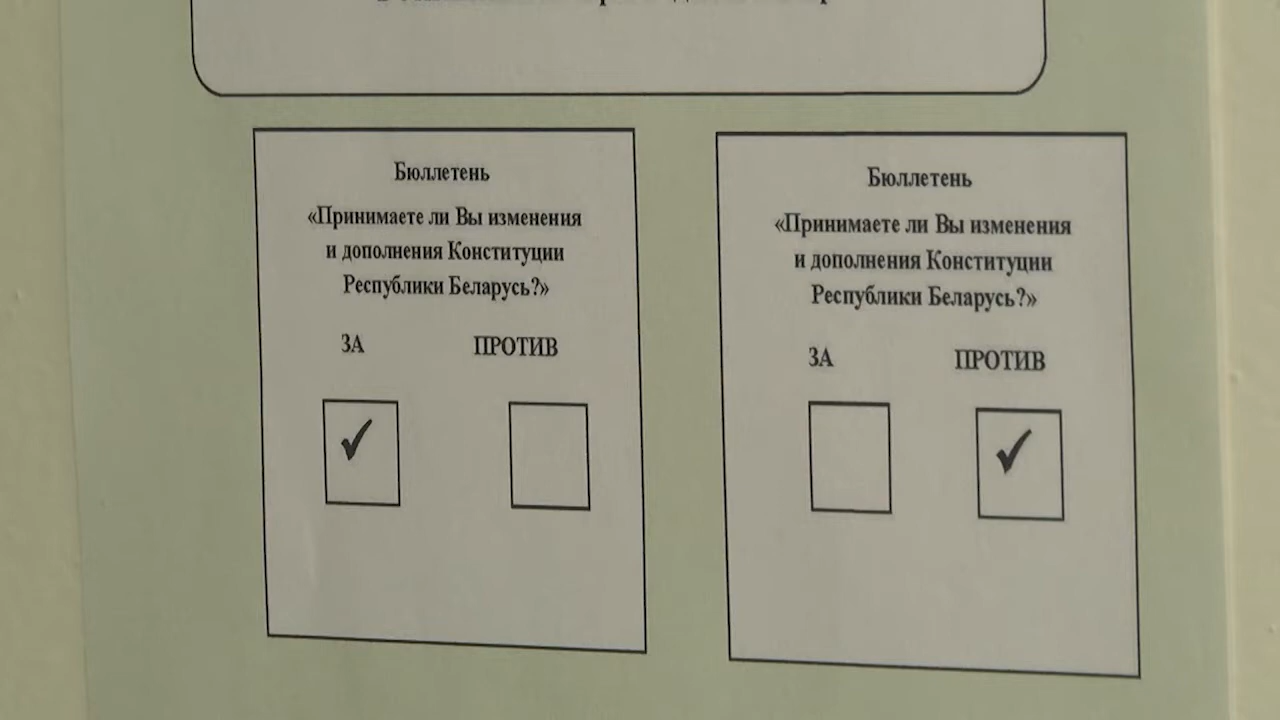 Бюллетень
«Принимаете ли Вы изменения
и дополнения Конституции
Республики Беларусь?»
ЗА ПРОТИВ
Бюллетень
«Принимаете ли Вы изменения
и дополнения Конституции
Республики Беларусь?»
ЗА ПРОТИВ